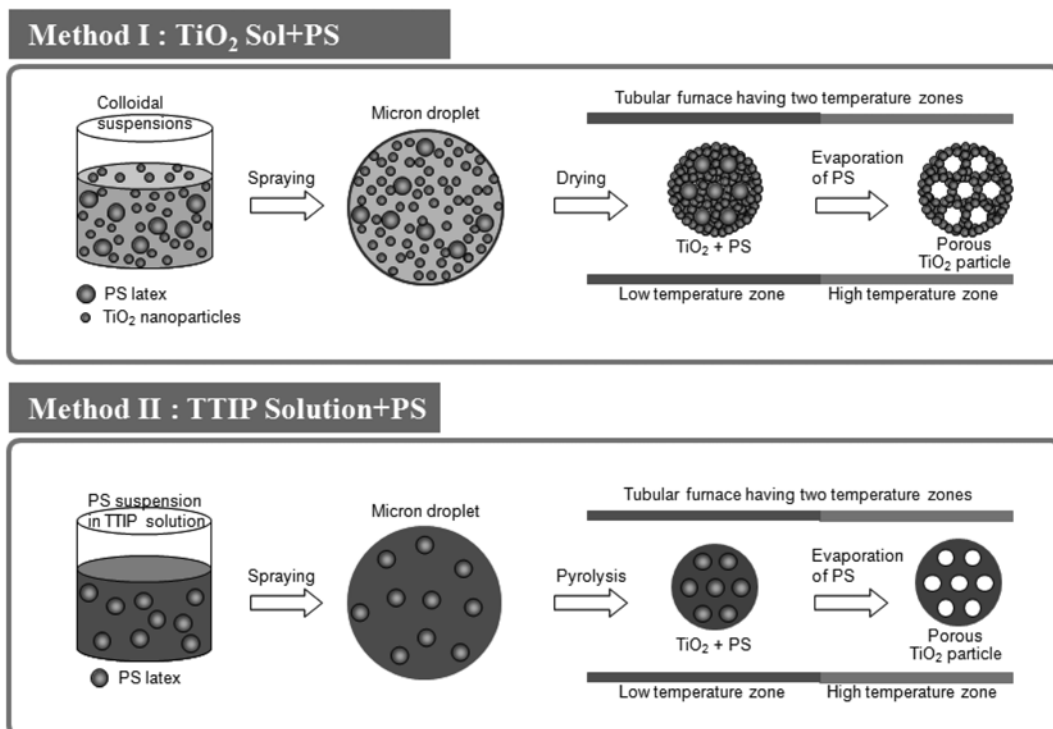 Method I : TiO₂ Sol+PS
Colloidal
suspensions
Micron droplet
Tubular furnace having two temperature zones
Spraying
Drying
Evaporation
of PS
TiO₂ + PS
Porous
TiO₂ particle
PS latex
TiO₂ nanoparticles
Low temperature zone
High temperature zone
Method II : TTIP Solution+PS
PS suspension
in TTIP solution
Micron droplet
Tubular furnace having two temperature zones
Spraying
Pyrolysis
Evaporation
of PS
TiO₂ + PS
Porous
TiO₂ particle
PS latex
Low temperature zone
High temperature zone